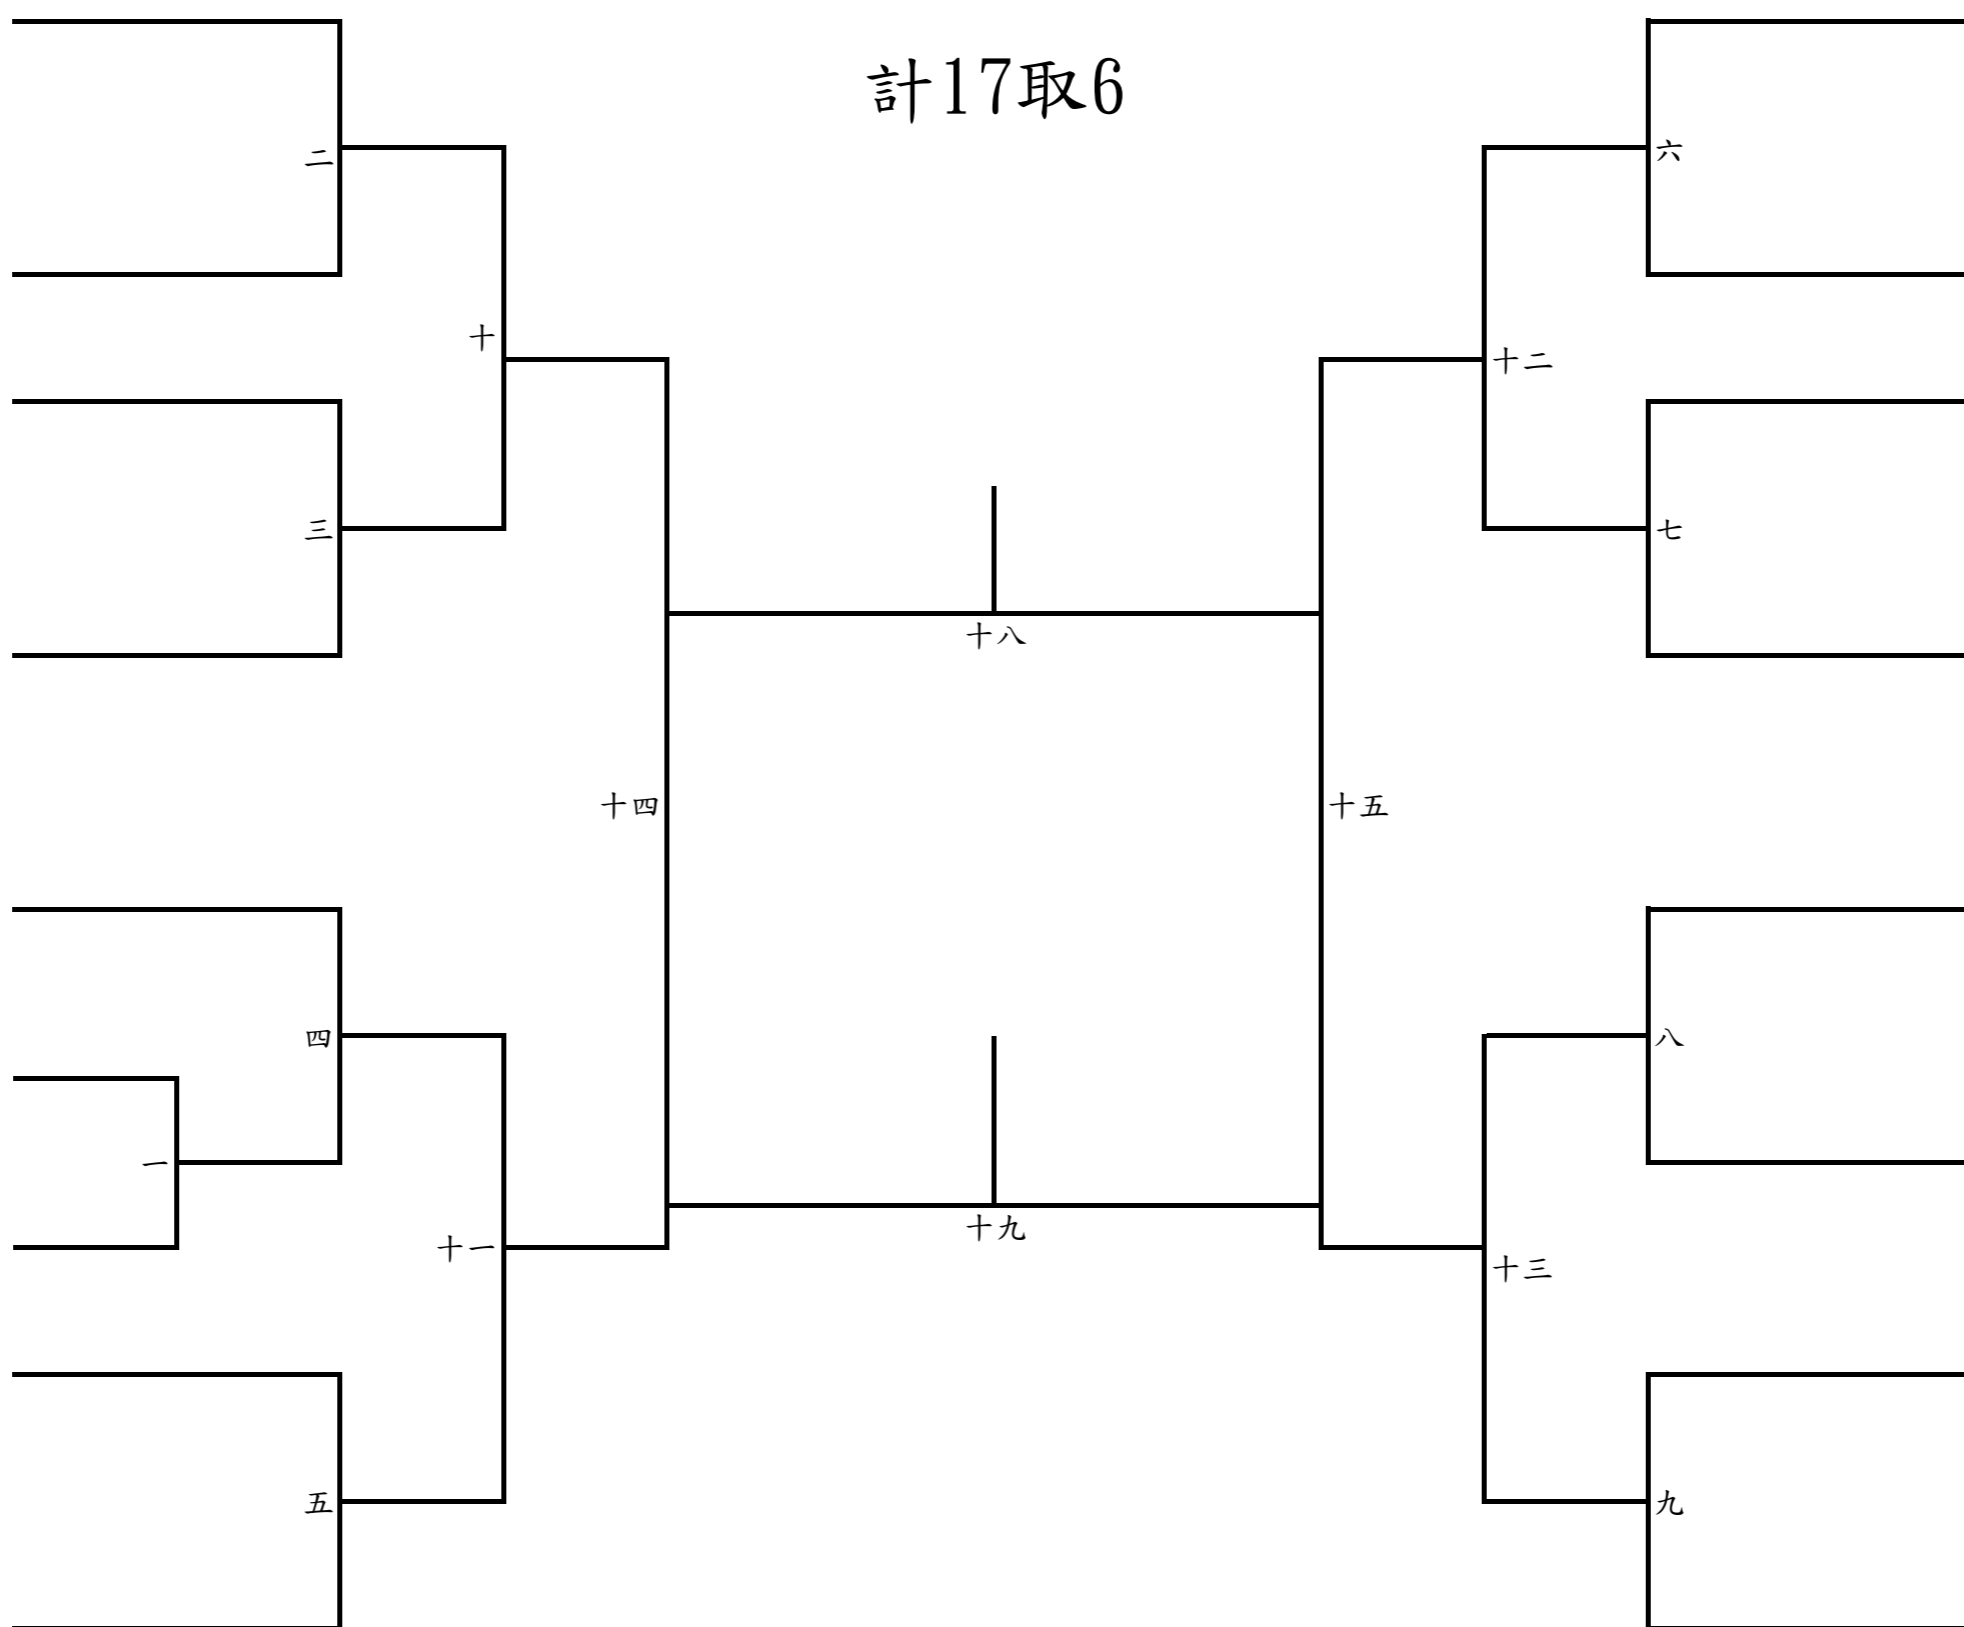 計17取6
二
六
十
十二
三
七
十八
十四
十五
四
八
一
十九
十一
十三
五
九